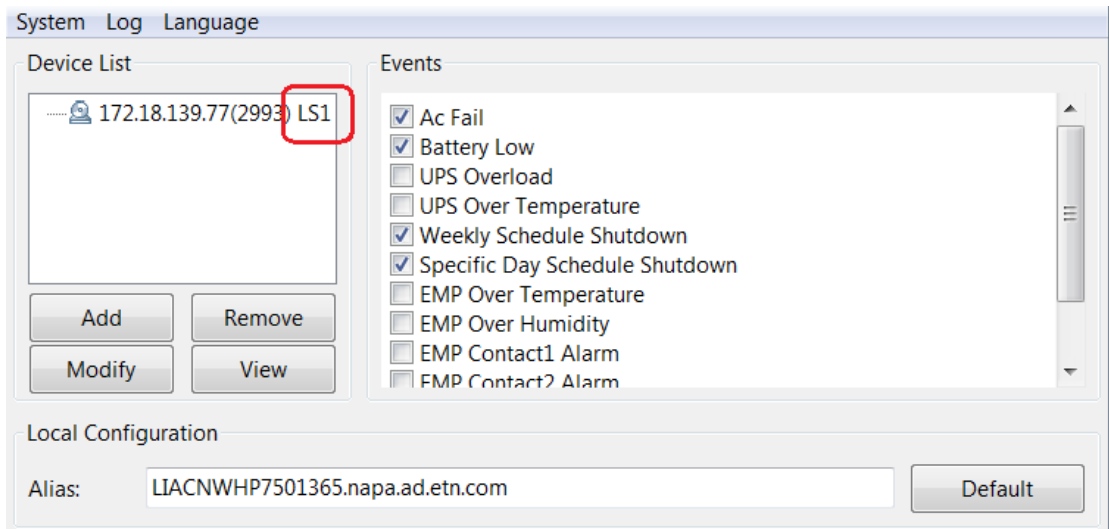 System Log Language
Device List
172.18.139.77(2993) LS1
Add Remove
Modify View
Events
Ac Fail
Battery Low
UPS Overload
UPS Over Temperature
Weekly Schedule Shutdown
Specific Day Schedule Shutdown
EMP Over Temperature
EMP Over Humidity
EMP Contact1 Alarm
EMP Contact2 Alarm
Local Configuration
Alias: LIACNWHP7501365.napa.ad.etn.com Default